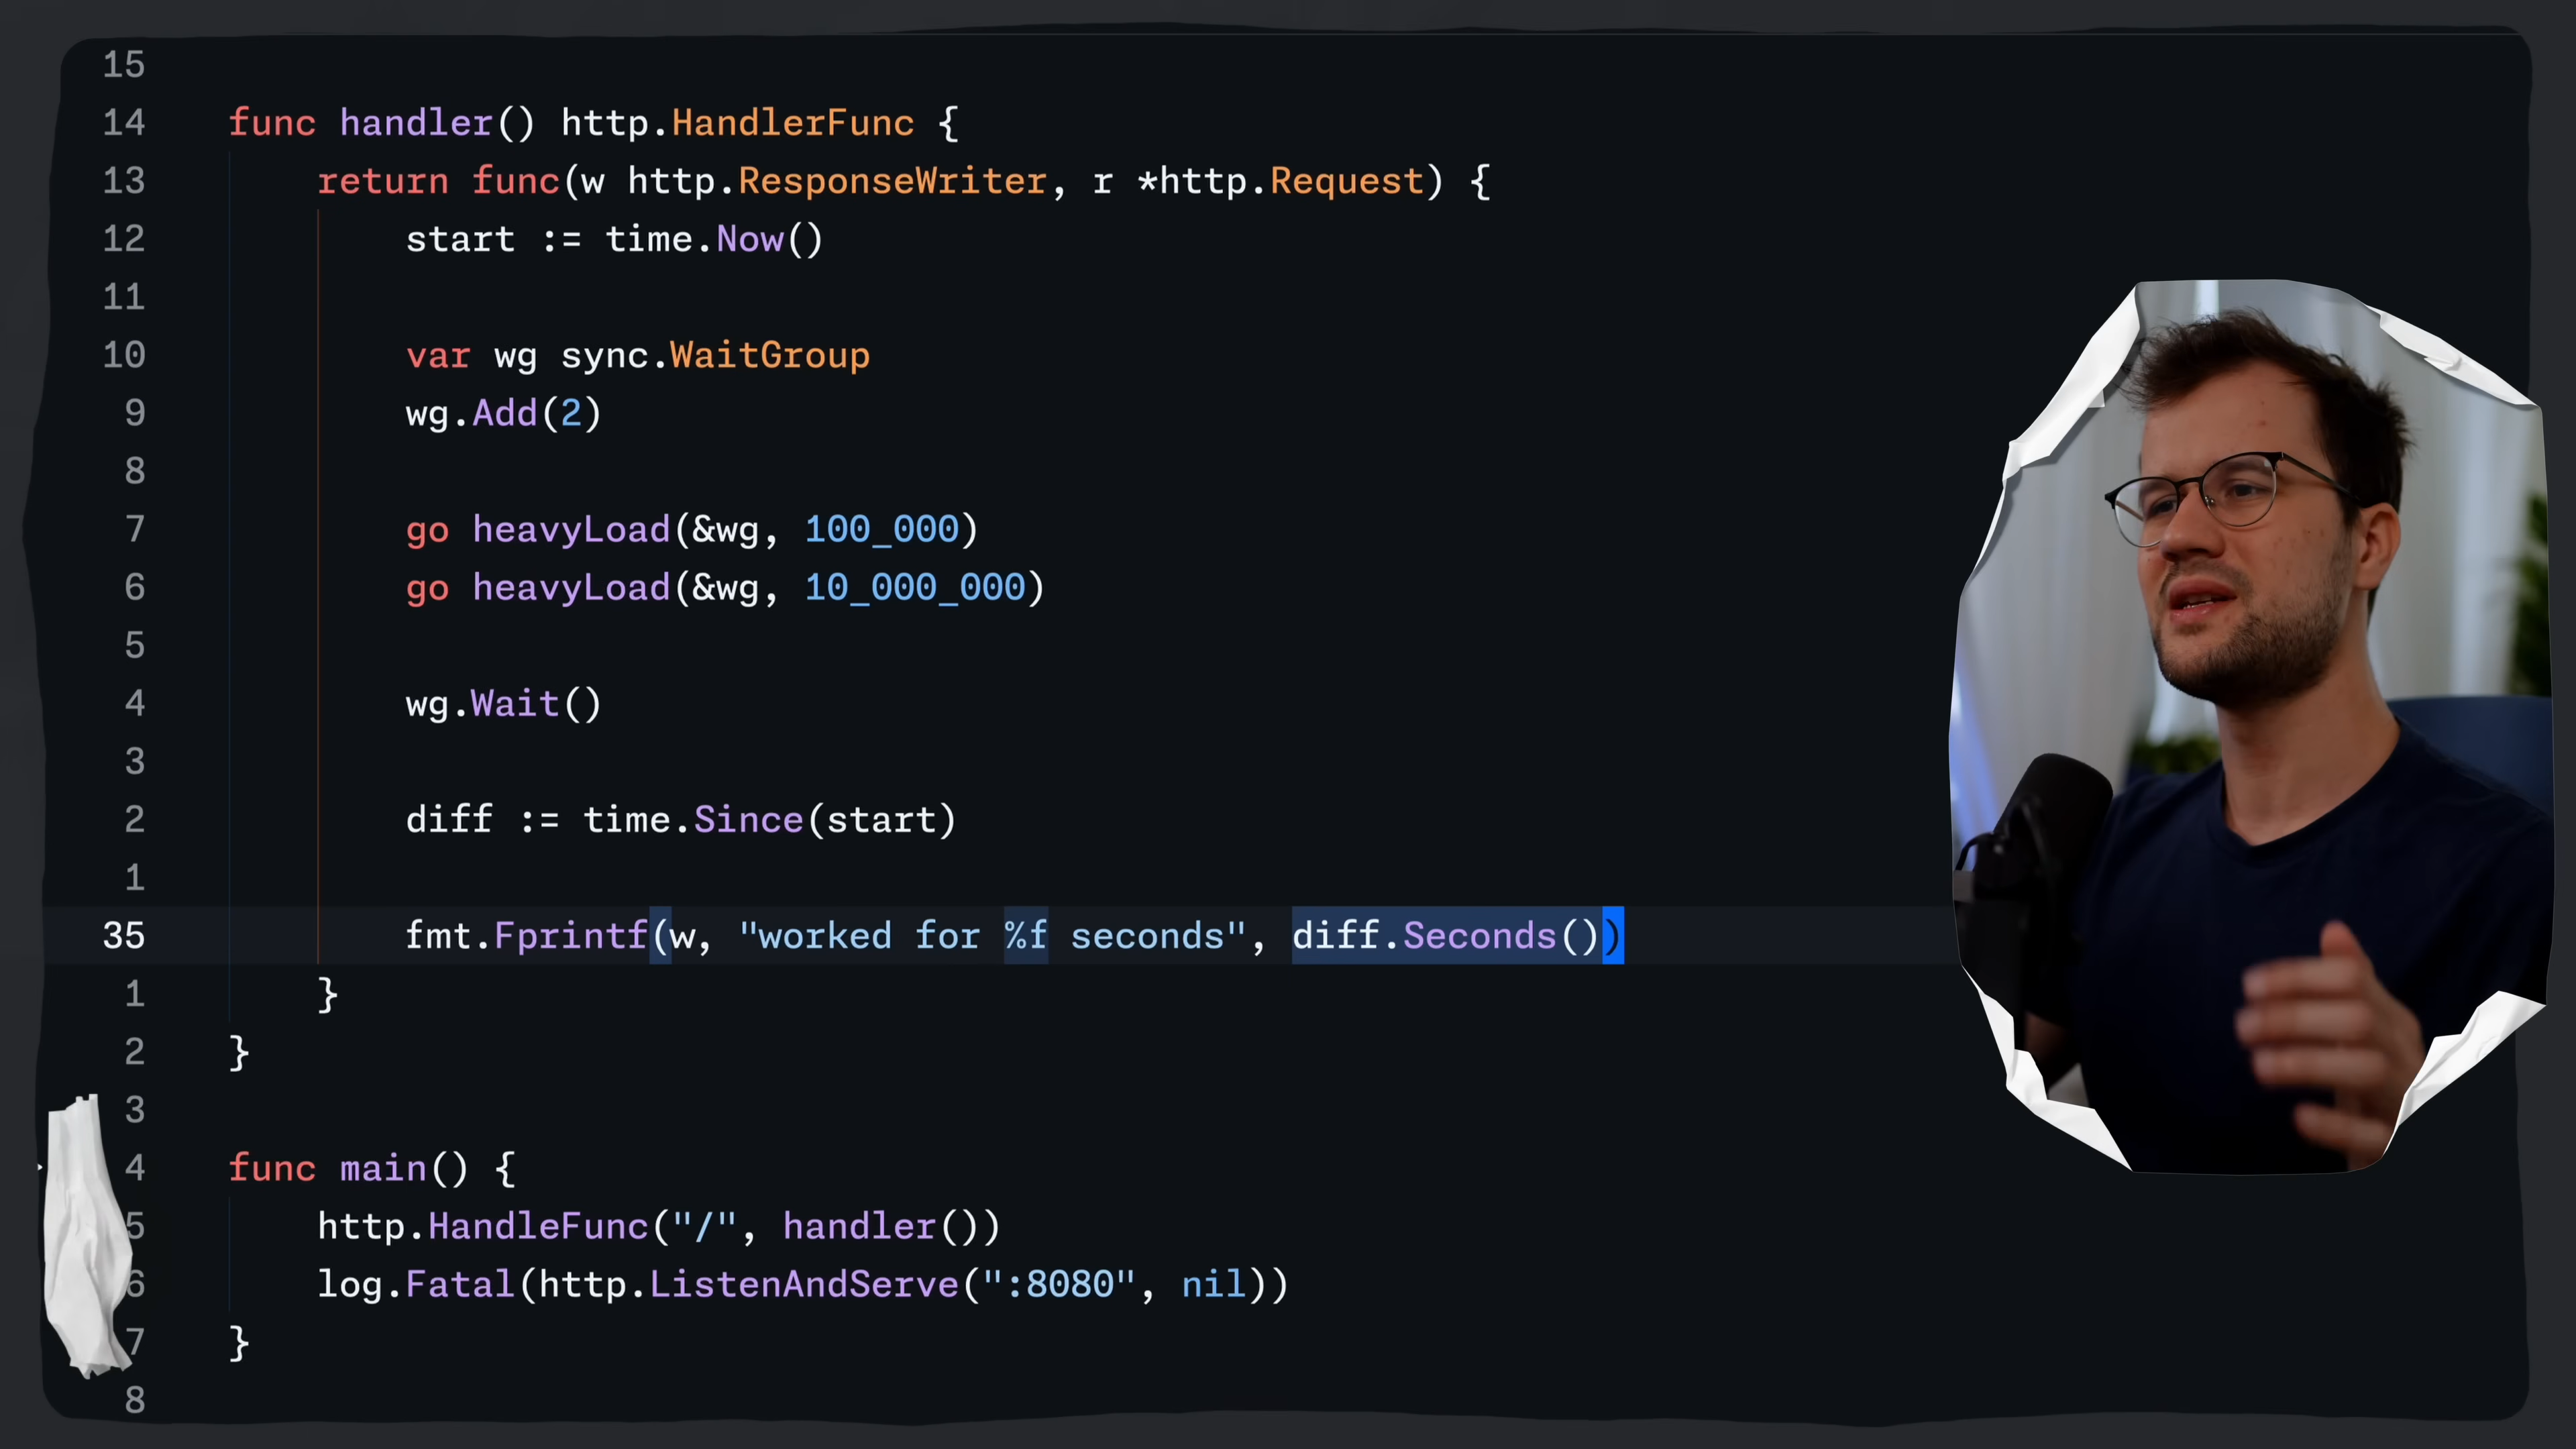 15
14 func handler() http.HandlerFunc {
13 return func(w http.ResponseWriter, r *http.Request) {
12 start := time.Now()
11
10 var wg sync.WaitGroup
9 wg.Add(2)
8
7 go heavyLoad(&wg, 100_000)
6 go heavyLoad(&wg, 10_000_000)
5
4 wg.Wait()
3
2 diff := time.Since(start)
1
35 fmt.Fprintf(w, "worked for %f seconds", diff.Seconds())
1 }
2 }
3
4 func main() {
5 http.HandleFunc("/", handler())
6 log.Fatal(http.ListenAndServe(":8080", nil))
7 }
8